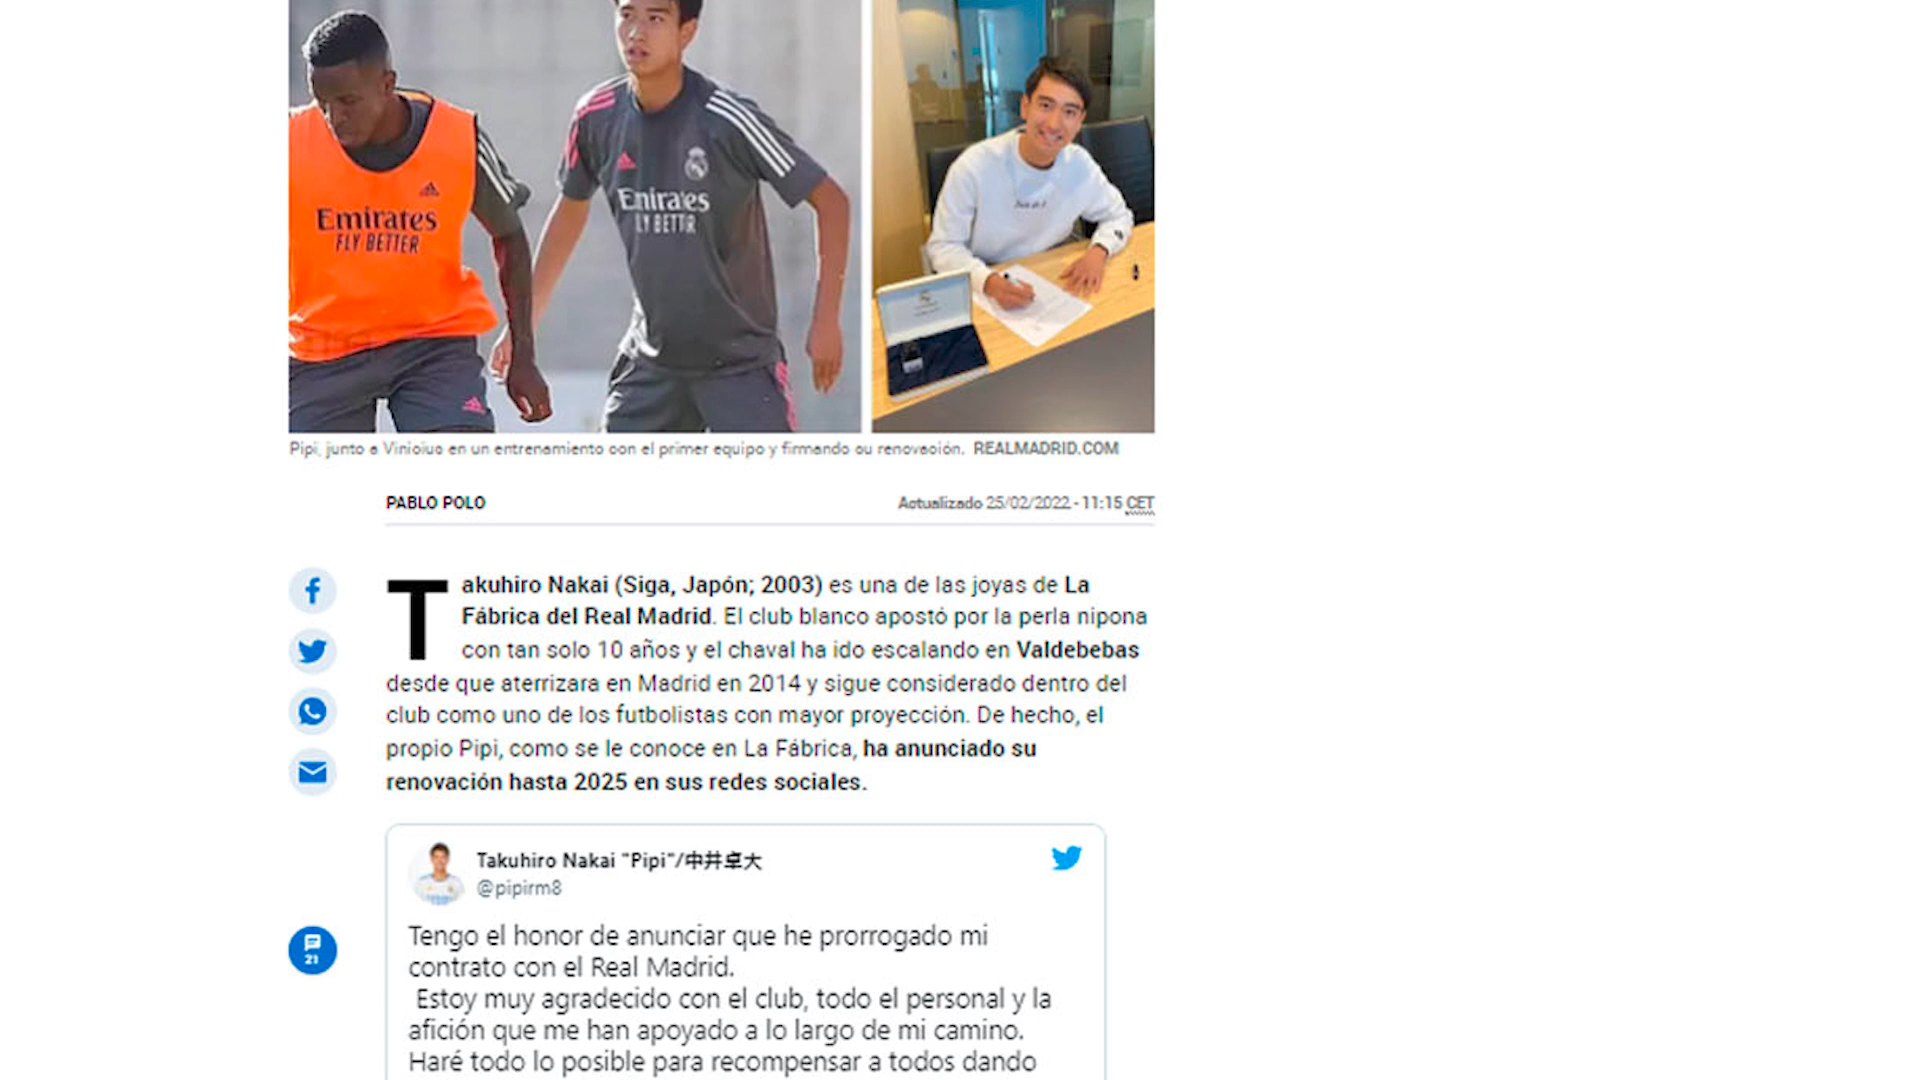 Emirates
FLY BETTER
Emirates
FLY BETTER
Pipi, junto a Vinicius en un entrenamiento con el primer equipo y firmando su renovación. REALMADRID.COM
PABLO POLO
Actualizado 25/02/2022 - 11:15 CET
Takuhiro Nakai (Siga, Japón; 2003) es una de las joyas de La
Fábrica del Real Madrid. El club blanco apostó por la perla nipona
con tan solo 10 años y el chaval ha ido escalando en Valdebebas
desde que aterrizara en Madrid en 2014 y sigue considerado dentro del
club como uno de los futbolistas con mayor proyección. De hecho, el
propio Pipi, como se le conoce en La Fábrica, ha anunciado su
renovación hasta 2025 en sus redes sociales.
Takuhiro Nakai "Pipi"/中井卓大
@pipirm8
21
Tengo el honor de anunciar que he prorrogado mi
contrato con el Real Madrid.
Estoy muy agradecido con el club, todo el personal y la
afición que me han apoyado a lo largo de mi camino.
Haré todo lo posible para recompensar a todos dando